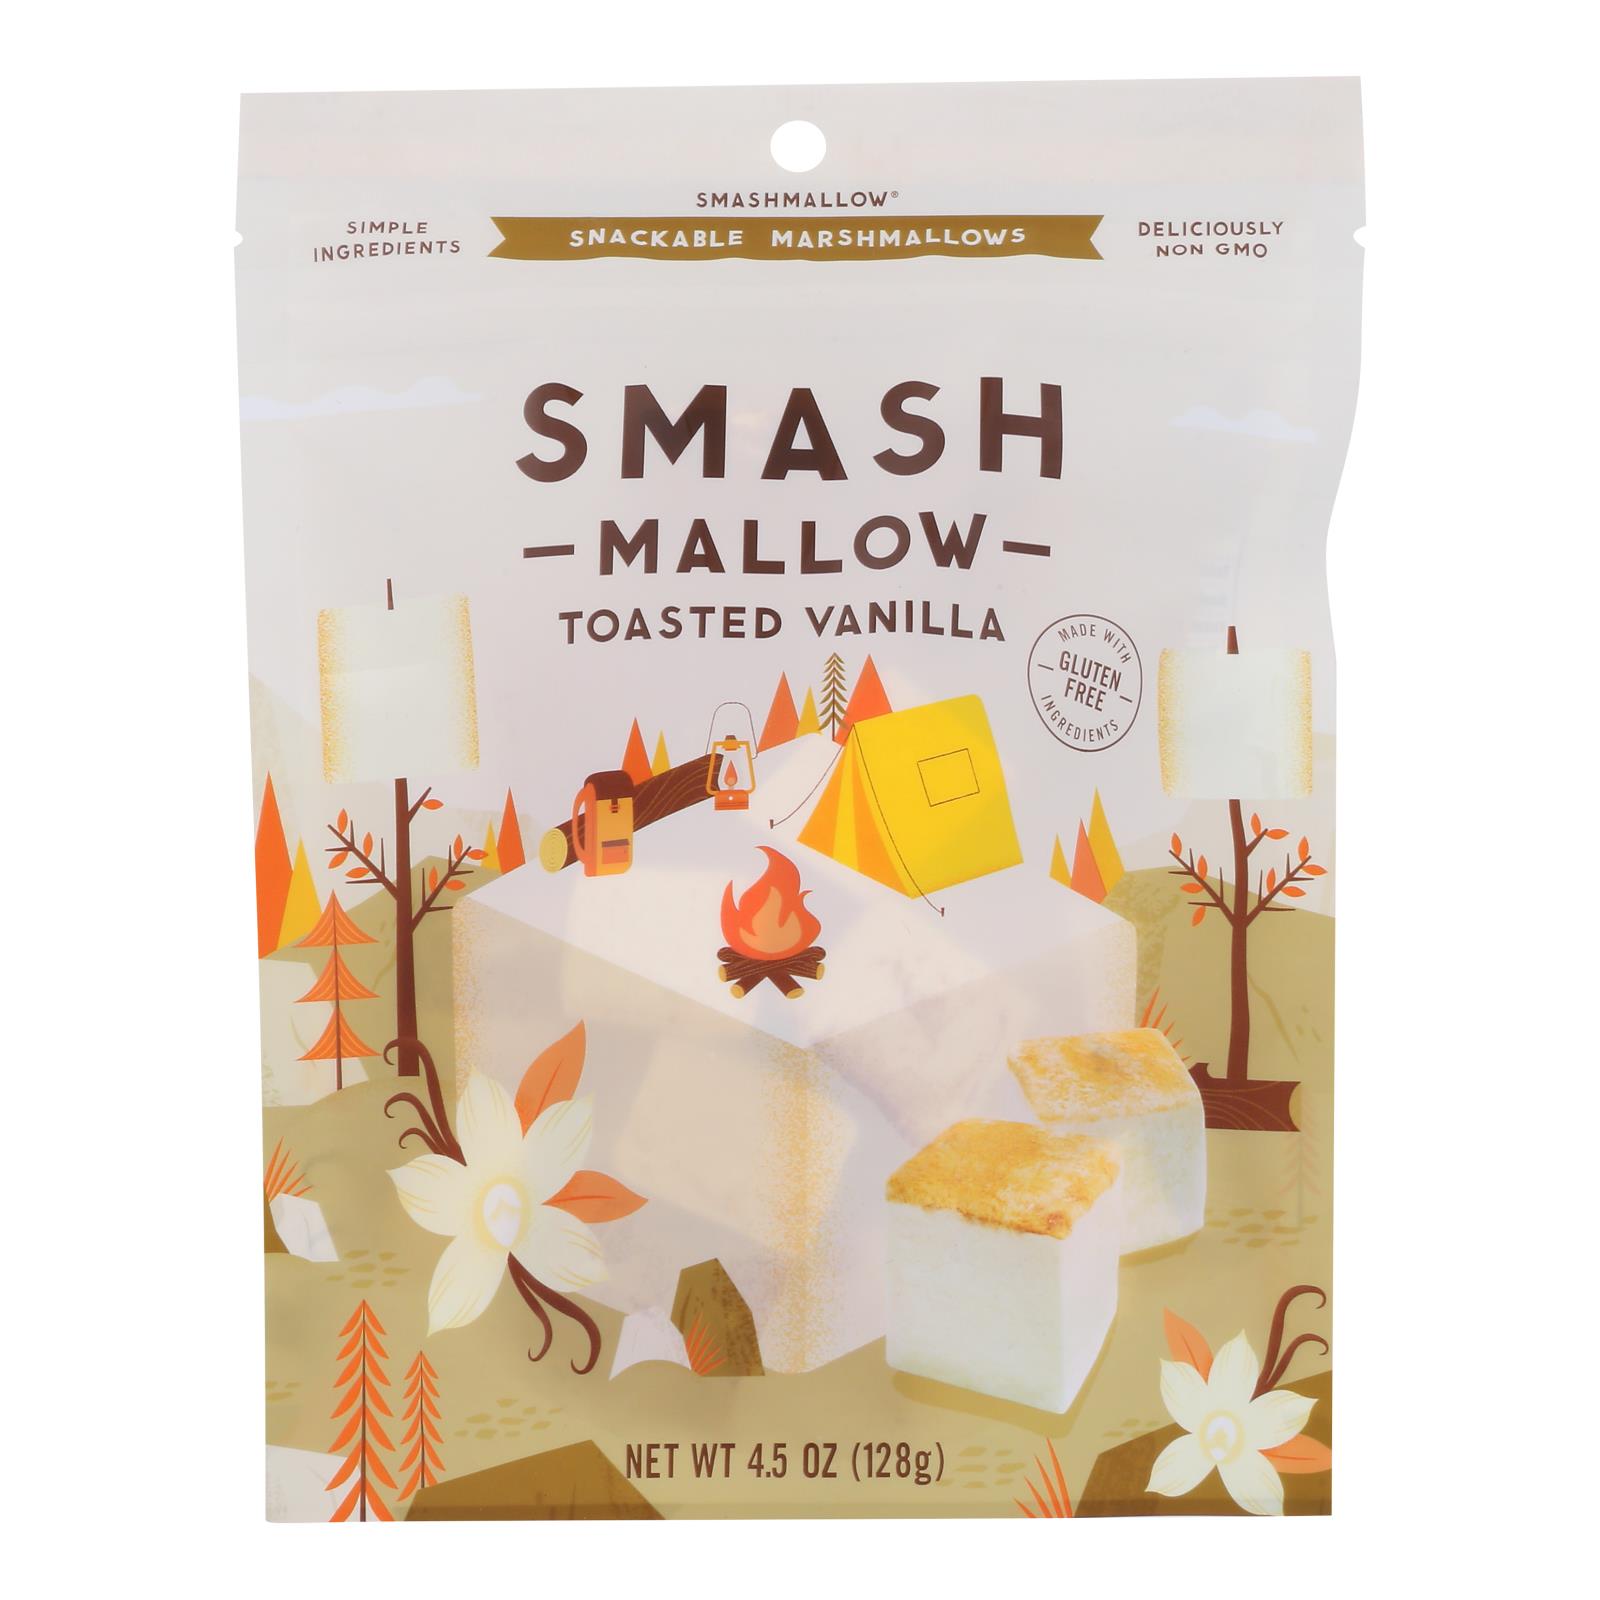 SMASHMALLOW®
SIMPLE
INGREDIENTS
SNACKABLE MARSHMALLOWS
DELICIOUSLY
NON GMO
SMASH
—MALLOW—
TOASTED VANILLA
MADE WITH
— GLUTEN
FREE —
INGREDIENTS
NET WT 4.5 OZ (128g)